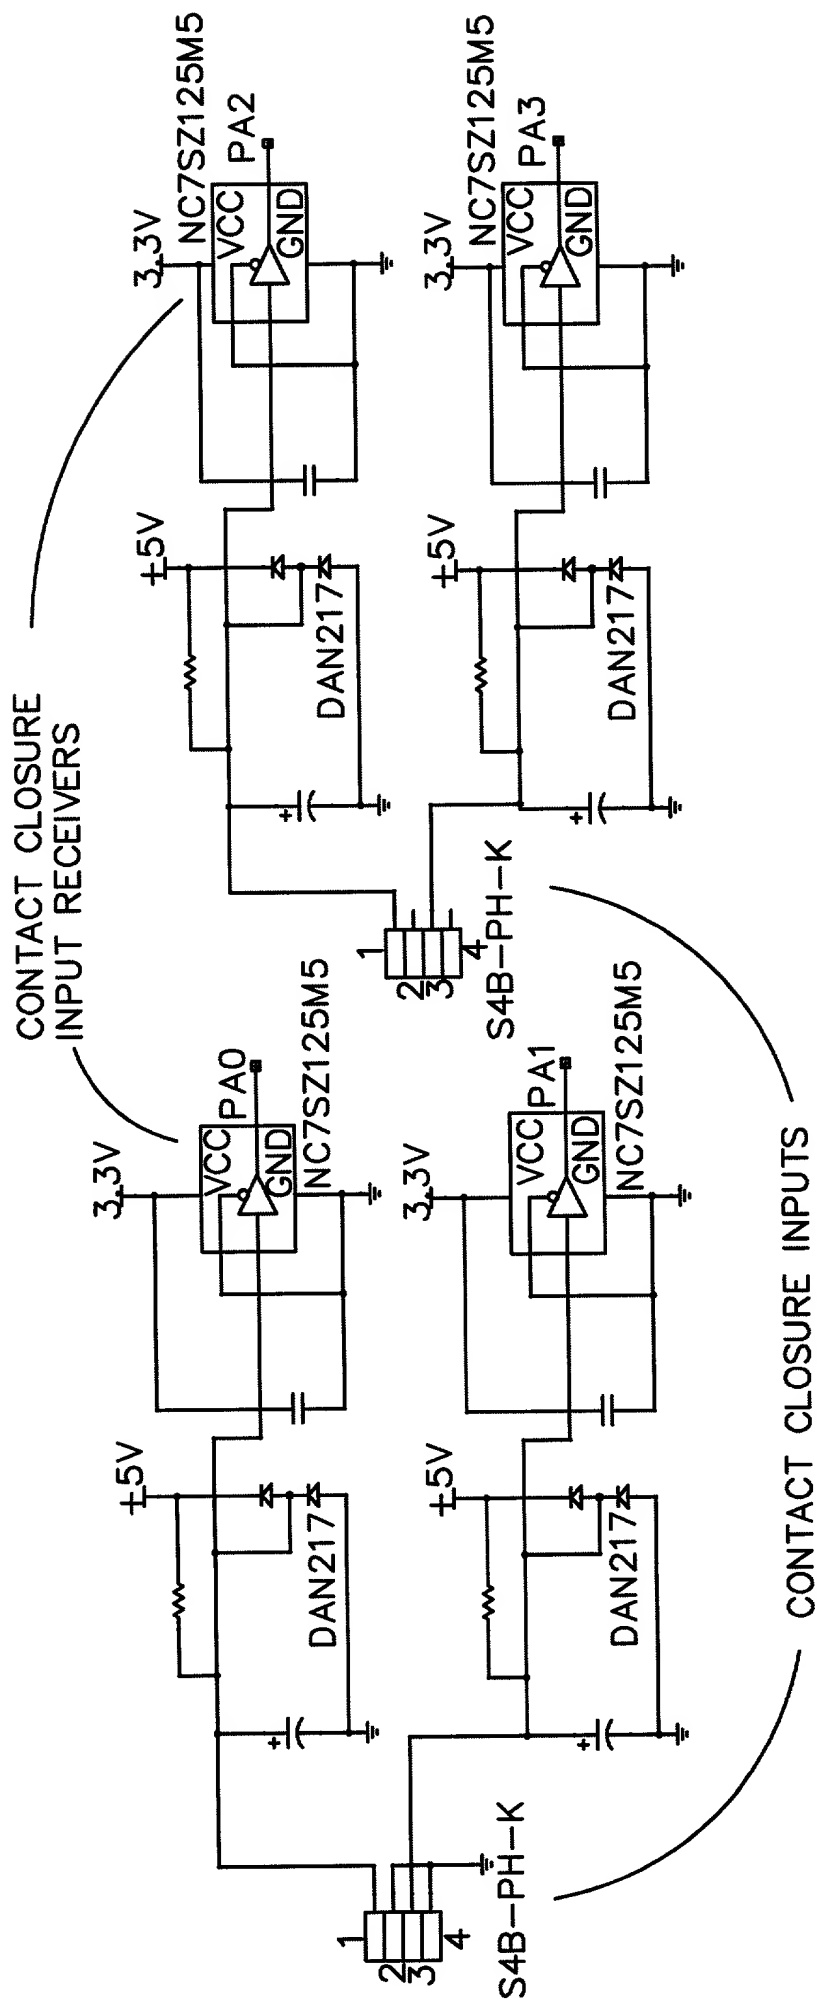 CONTACT CLOSURE
INPUT RECEIVERS
3.3V
NC7SZ125M5
VCC
GND
PA2
+5V
DAN217
3.3V
NC7SZ125M5
VCC
GND
PA3
+5V
DAN217
+
+
1
2
3
4
S4B-PH-K
3.3V
VCC
GND
PA0
NC7SZ125M5
+5V
DAN217
+
3.3V
VCC
GND
PA1
NC7SZ125M5
+5V
DAN217
+
1
2
3
4
S4B-PH-K
CONTACT CLOSURE INPUTS